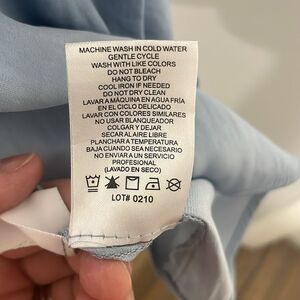 MACHINE WASH IN COLD WATER
GENTLE CYCLE
WASH WITH LIKE COLORS
DO NOT BLEACH
HANG TO DRY
COOL IRON IF NEEDED
DO NOT DRY CLEAN
LAVAR A MÁQUINA EN AGUA FRÍA
EN EL CICLO DELICADO
LAVAR CON COLORES SIMILARES
NO USAR BLANQUEADOR
COLGAR Y DEJAR
SECAR AL AIRE LIBRE
PLANCHAR A TEMPERATURA
BAJA CUANDO SEA NECESARIO
NO ENVIAR A UN SERVICIO
PROFESIONAL
(LAVADO EN SECO)
LOT# 0210